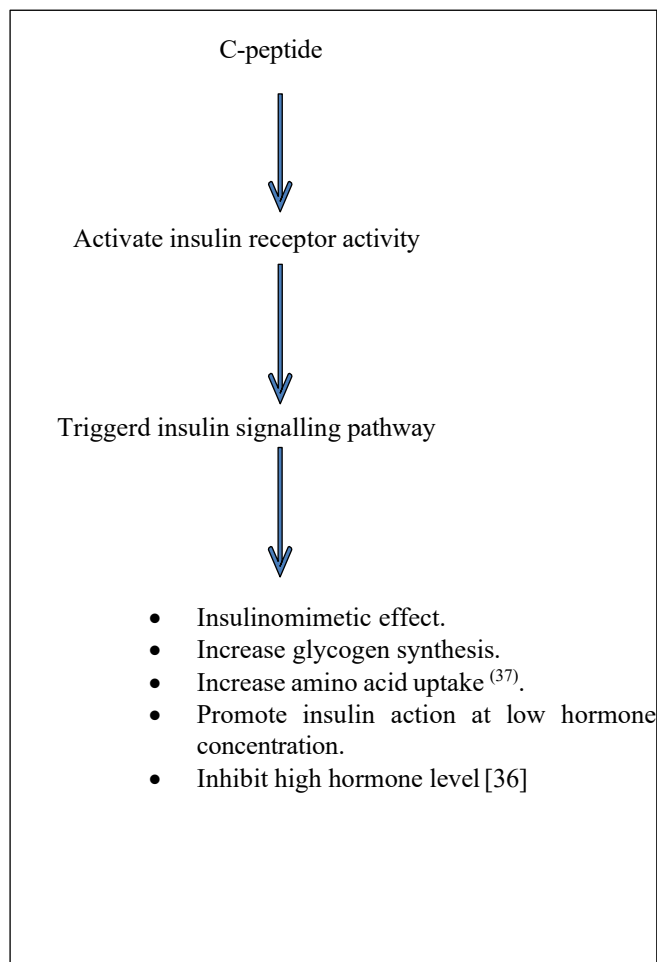 C-peptide
Activate insulin receptor activity
Triggerd insulin signalling pathway
• Insulinomimetic effect.
• Increase glycogen synthesis.
• Increase amino acid uptake (37).
• Promote insulin action at low hormone
concentration.
• Inhibit high hormone level [36]